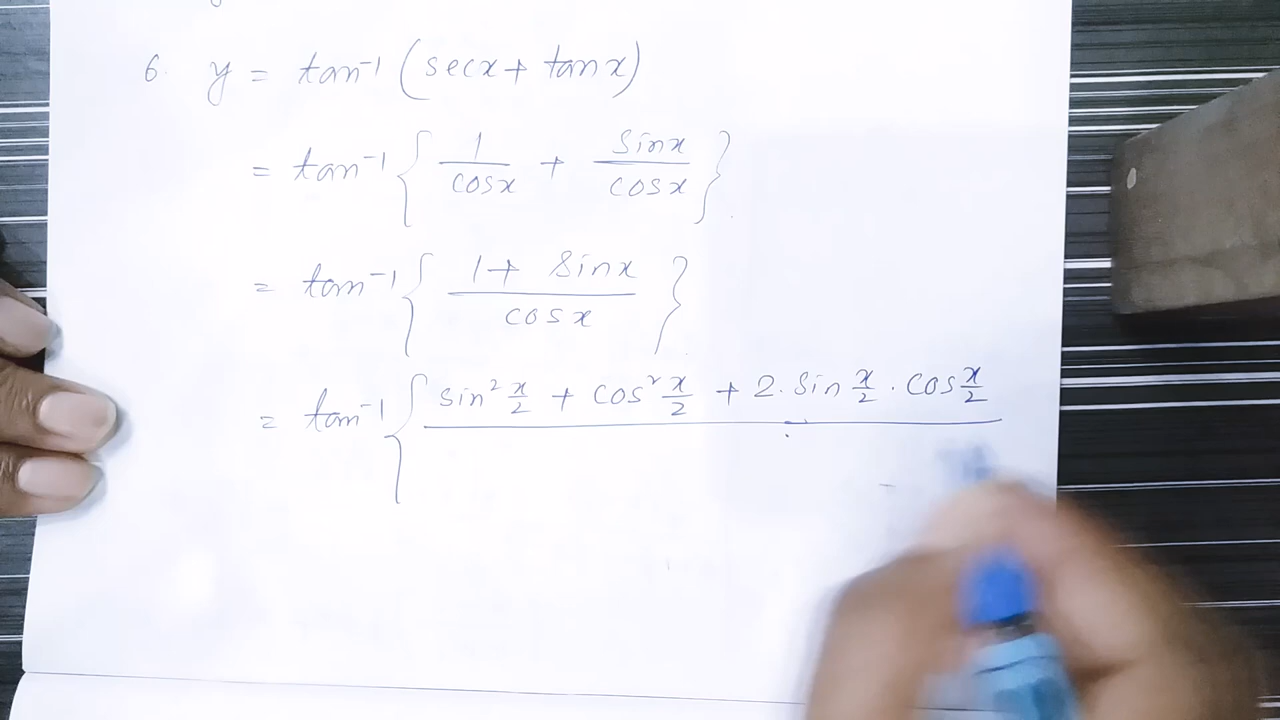 6. y = tan⁻¹ (secx + tanx)
= tan⁻¹ { 1/cosx + sinx/cosx }
= tan⁻¹ { (1 + sinx)/cosx }
= tan⁻¹ { sin² x/2 + cos² x/2 + 2. sin x/2 . cos x/2